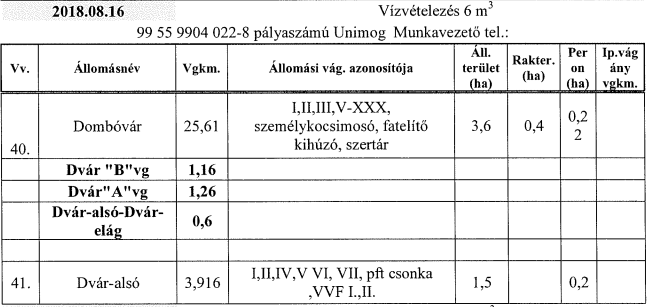 2018.08.16 Vízvételezés 6 m³
99 55 9904 022-8 pályaszámú Unimog Munkavezető tel.:
Vv. Állomásnév Vgkm. Állomási vág. azonosítója Áll. terület (ha) Rakter. (ha) Per on (ha) Ip.vág ány vgkm.
40. Dombóvár 25,61 I,II,III,V-XXX, személykocsimosó, fatelítő kihúzó, szertár 3,6 0,4 0,2 2
Dvár "B"vg 1,16
Dvár"A"vg 1,26
Dvár-alsó-Dvár-elág 0,6
41. Dvár-alsó 3,916 I,II,IV,V VI, VII, pft csonka ,VVF I.,II. 1,5 0,2